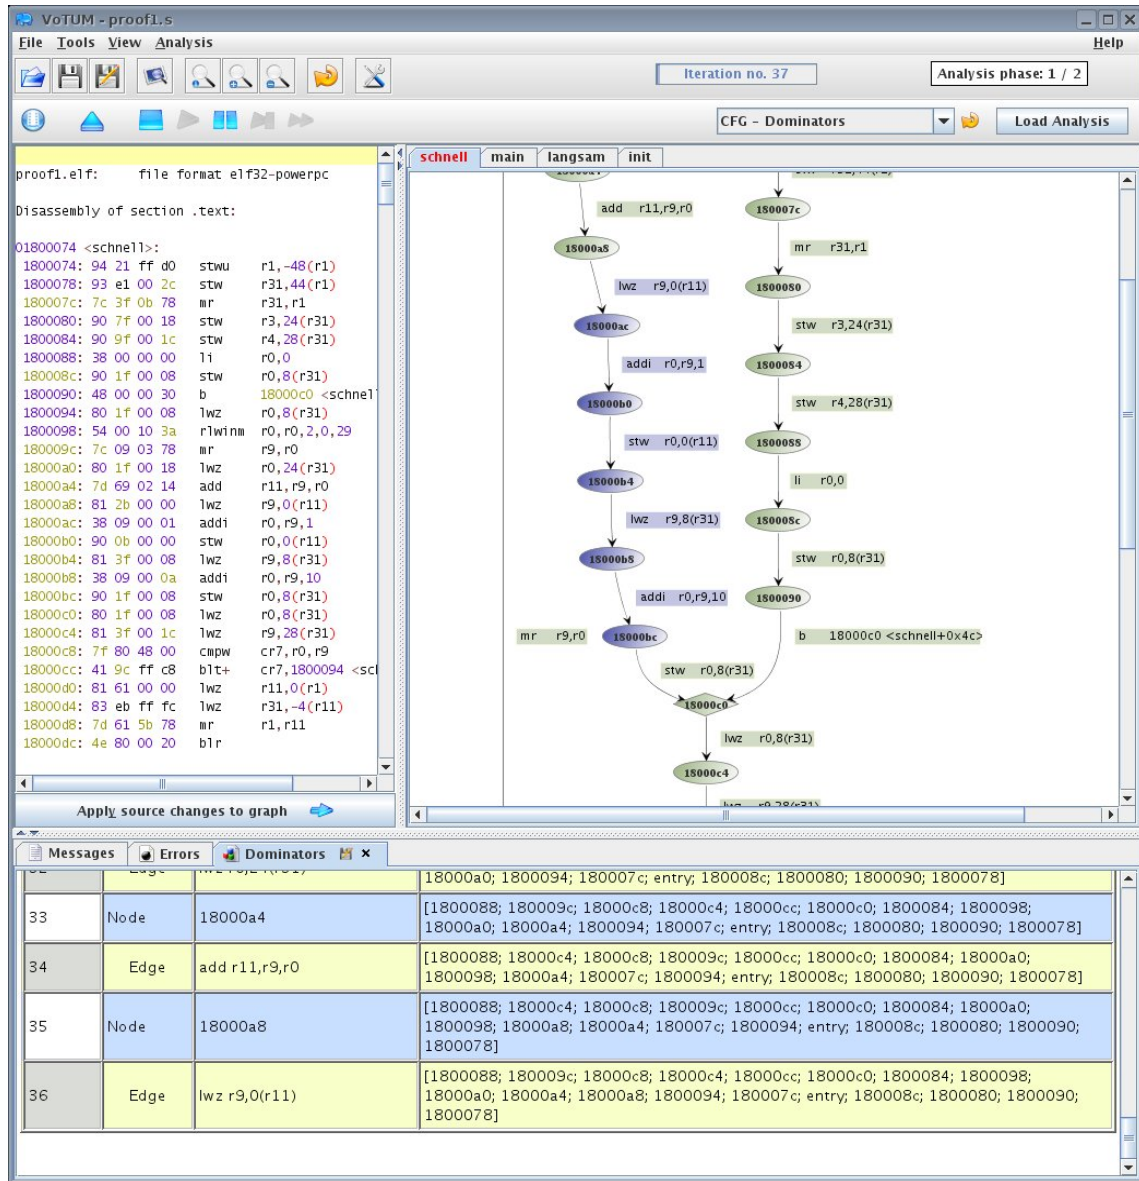 VoTUM - proof1.s
File Tools View Analysis Help
Iteration no. 37
Analysis phase: 1 / 2
CFG - Dominators
Load Analysis
proof1.elf: file format elf32-powerpc
Disassembly of section .text:
01800074 <schnell>:
1800074: 94 21 ff d0 stwu r1,-48(r1)
1800078: 93 e1 00 2c stw r31,44(r1)
180007c: 7c 3f 0b 78 mr r31,r1
1800080: 90 7f 00 18 stw r3,24(r31)
1800084: 90 9f 00 1c stw r4,28(r31)
1800088: 38 00 00 00 li r0,0
180008c: 90 1f 00 08 stw r0,8(r31)
1800090: 48 00 00 30 b 18000c0 <schnel
1800094: 80 1f 00 08 lwz r0,8(r31)
1800098: 54 00 10 3a rlwinm r0,r0,2,0,29
180009c: 7c 09 03 78 mr r9,r0
18000a0: 80 1f 00 18 lwz r0,24(r31)
18000a4: 7d 69 02 14 add r11,r9,r0
18000a8: 81 2b 00 00 lwz r9,0(r11)
18000ac: 38 09 00 01 addi r0,r9,1
18000b0: 90 0b 00 00 stw r0,0(r11)
18000b4: 81 3f 00 08 lwz r9,8(r31)
18000b8: 38 09 00 0a addi r0,r9,10
18000bc: 90 1f 00 08 stw r0,8(r31)
18000c0: 80 1f 00 08 lwz r0,8(r31)
18000c4: 81 3f 00 1c lwz r9,28(r31)
18000c8: 7f 80 48 00 cmpw cr7,r0,r9
18000cc: 41 9c ff c8 blt+ cr7,1800094 <scl
18000d0: 81 61 00 00 lwz r11,0(r1)
18000d4: 83 eb ff fc lwz r31,-4(r11)
18000d8: 7d 61 5b 78 mr r1,r11
18000dc: 4e 80 00 20 blr
Apply source changes to graph
schnell main langsam init
add r11,r9,r0
180007c
18000a8
mr r31,r1
lwz r9,0(r11)
1800080
18000ac
stw r3,24(r31)
addi r0,r9,1
1800084
18000b0
stw r4,28(r31)
stw r0,0(r11)
1800088
18000b4
li r0,0
lwz r9,8(r31)
180008c
18000b8
stw r0,8(r31)
addi r0,r9,10
1800090
mr r9,r0
18000bc
b 18000c0 <schnell+0x4c>
stw r0,8(r31)
18000c0
lwz r0,8(r31)
18000c4
lwz r9,28(r31)
Messages Errors Dominators
18000a0; 1800094; 180007c; entry; 180008c; 1800080; 1800090; 1800078]
33 Node 18000a4 [1800088; 180009c; 18000c8; 18000c4; 18000cc; 18000c0; 1800084; 1800098;
18000a0; 18000a4; 1800094; 180007c; entry; 180008c; 1800080; 1800090; 1800078]
34 Edge add r11,r9,r0 [1800088; 18000c4; 18000c8; 180009c; 18000cc; 18000c0; 1800084; 18000a0;
1800098; 18000a4; 180007c; 1800094; entry; 180008c; 1800080; 1800090; 1800078]
35 Node 18000a8 [1800088; 18000c4; 18000c8; 180009c; 18000cc; 18000c0; 1800084; 18000a0;
1800098; 18000a8; 18000a4; 180007c; 1800094; entry; 180008c; 1800080; 1800090;
1800078]
36 Edge lwz r9,0(r11) [1800088; 180009c; 18000c8; 18000c4; 18000cc; 18000c0; 1800084; 1800098;
18000a0; 18000a4; 18000a8; 1800094; 180007c; entry; 180008c; 1800080; 1800090;
1800078]